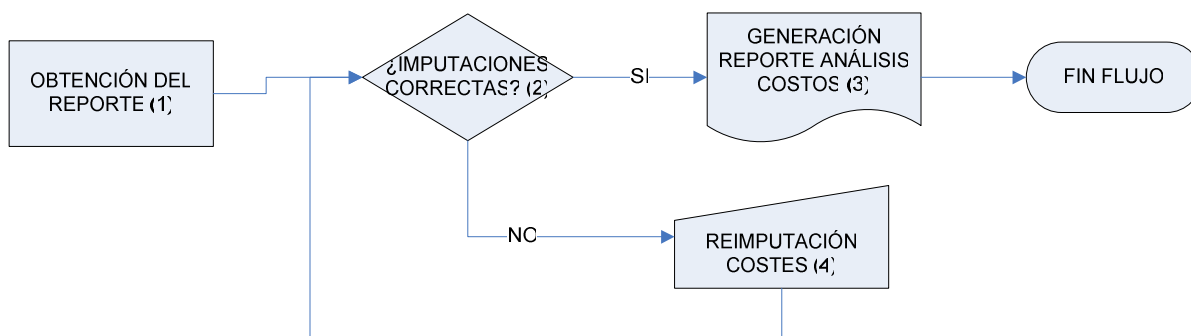 OBTENCIÓN DEL
REPORTE (1)
¿IMPUTACIONES
CORRECTAS? (2)
SI
GENERACIÓN
REPORTE ANÁLISIS
COSTOS (3)
FIN FLUJO
NO
REIMPUTACIÓN
COSTES (4)